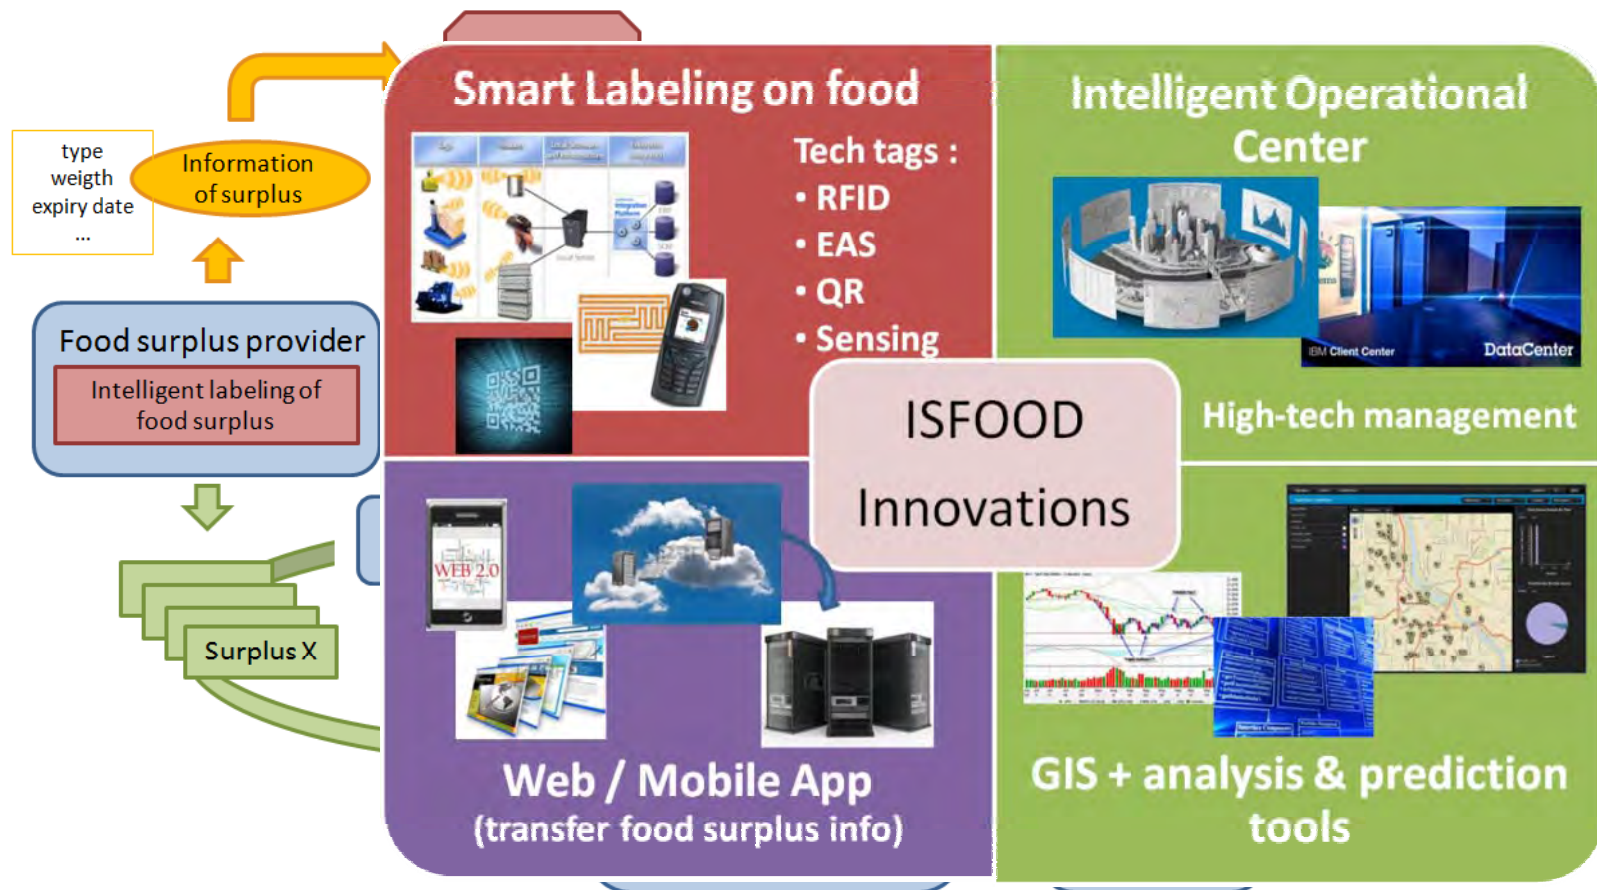 type
weigth
expiry date
...
Information
of surplus
Food surplus provider
Intelligent labeling of
food surplus
Surplus X
Smart Labeling on food
Tech tags :
• RFID
• EAS
• QR
• Sensing
Integration
Platform
Intelligent Operational
Center
IBM Client Center
DataCenter
High-tech management
ISFOOD
Innovations
WEB 2.0
Web / Mobile App
(transfer food surplus info)
GIS + analysis & prediction
tools